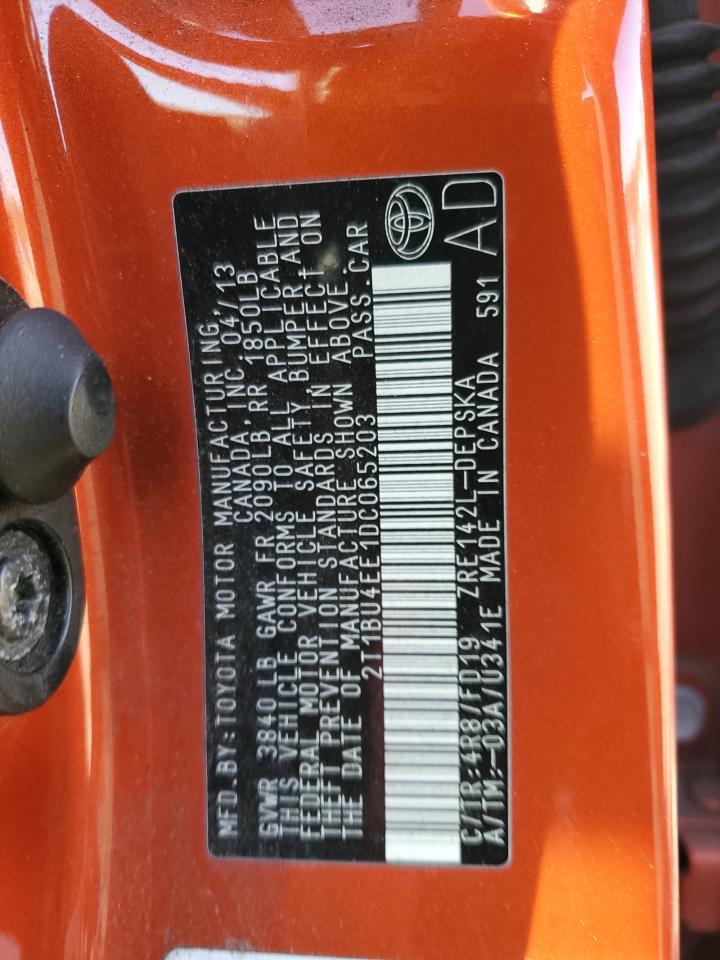 MFD.BY:TOYOTA MOTOR MANUFACTURING,
CANADA, INC. 04/13
GVWR 3840LB GAWR FR 2090LB, RR 1850LB
THIS VEHICLE CONFORMS TO ALL APPLICABLE
FEDERAL MOTOR VEHICLE SAFETY BUMPER AND
THEFT PREVENTION STANDARDS IN EFFECT ON
THE DATE OF MANUFACTURE SHOWN ABOVE.
2T1BU4EE1DC065203 PASS.CAR
C/TR:4R8/FD19 ZRE142L-DEPSKA
A/TM:-03A/U341E MADE IN CANADA 591
AD